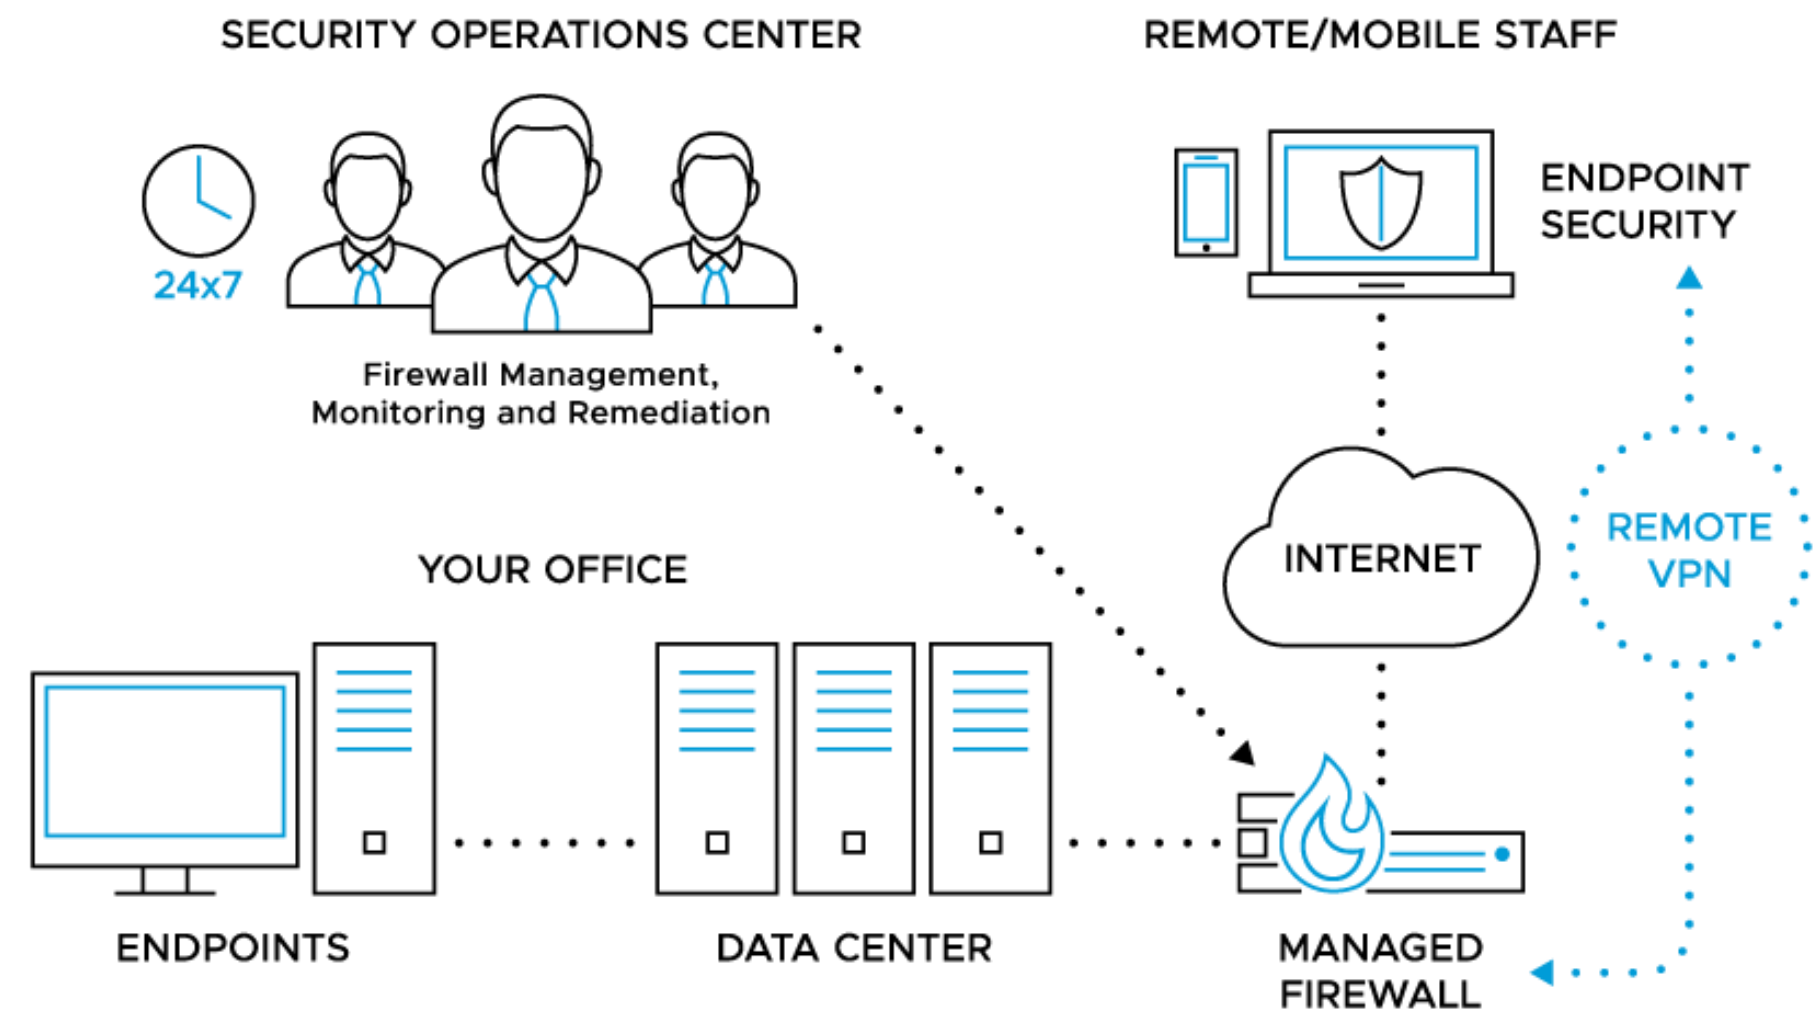 SECURITY OPERATIONS CENTER
REMOTE/MOBILE STAFF
24x7
Firewall Management,
Monitoring and Remediation
ENDPOINT
SECURITY
INTERNET
REMOTE
VPN
YOUR OFFICE
ENDPOINTS
DATA CENTER
MANAGED
FIREWALL